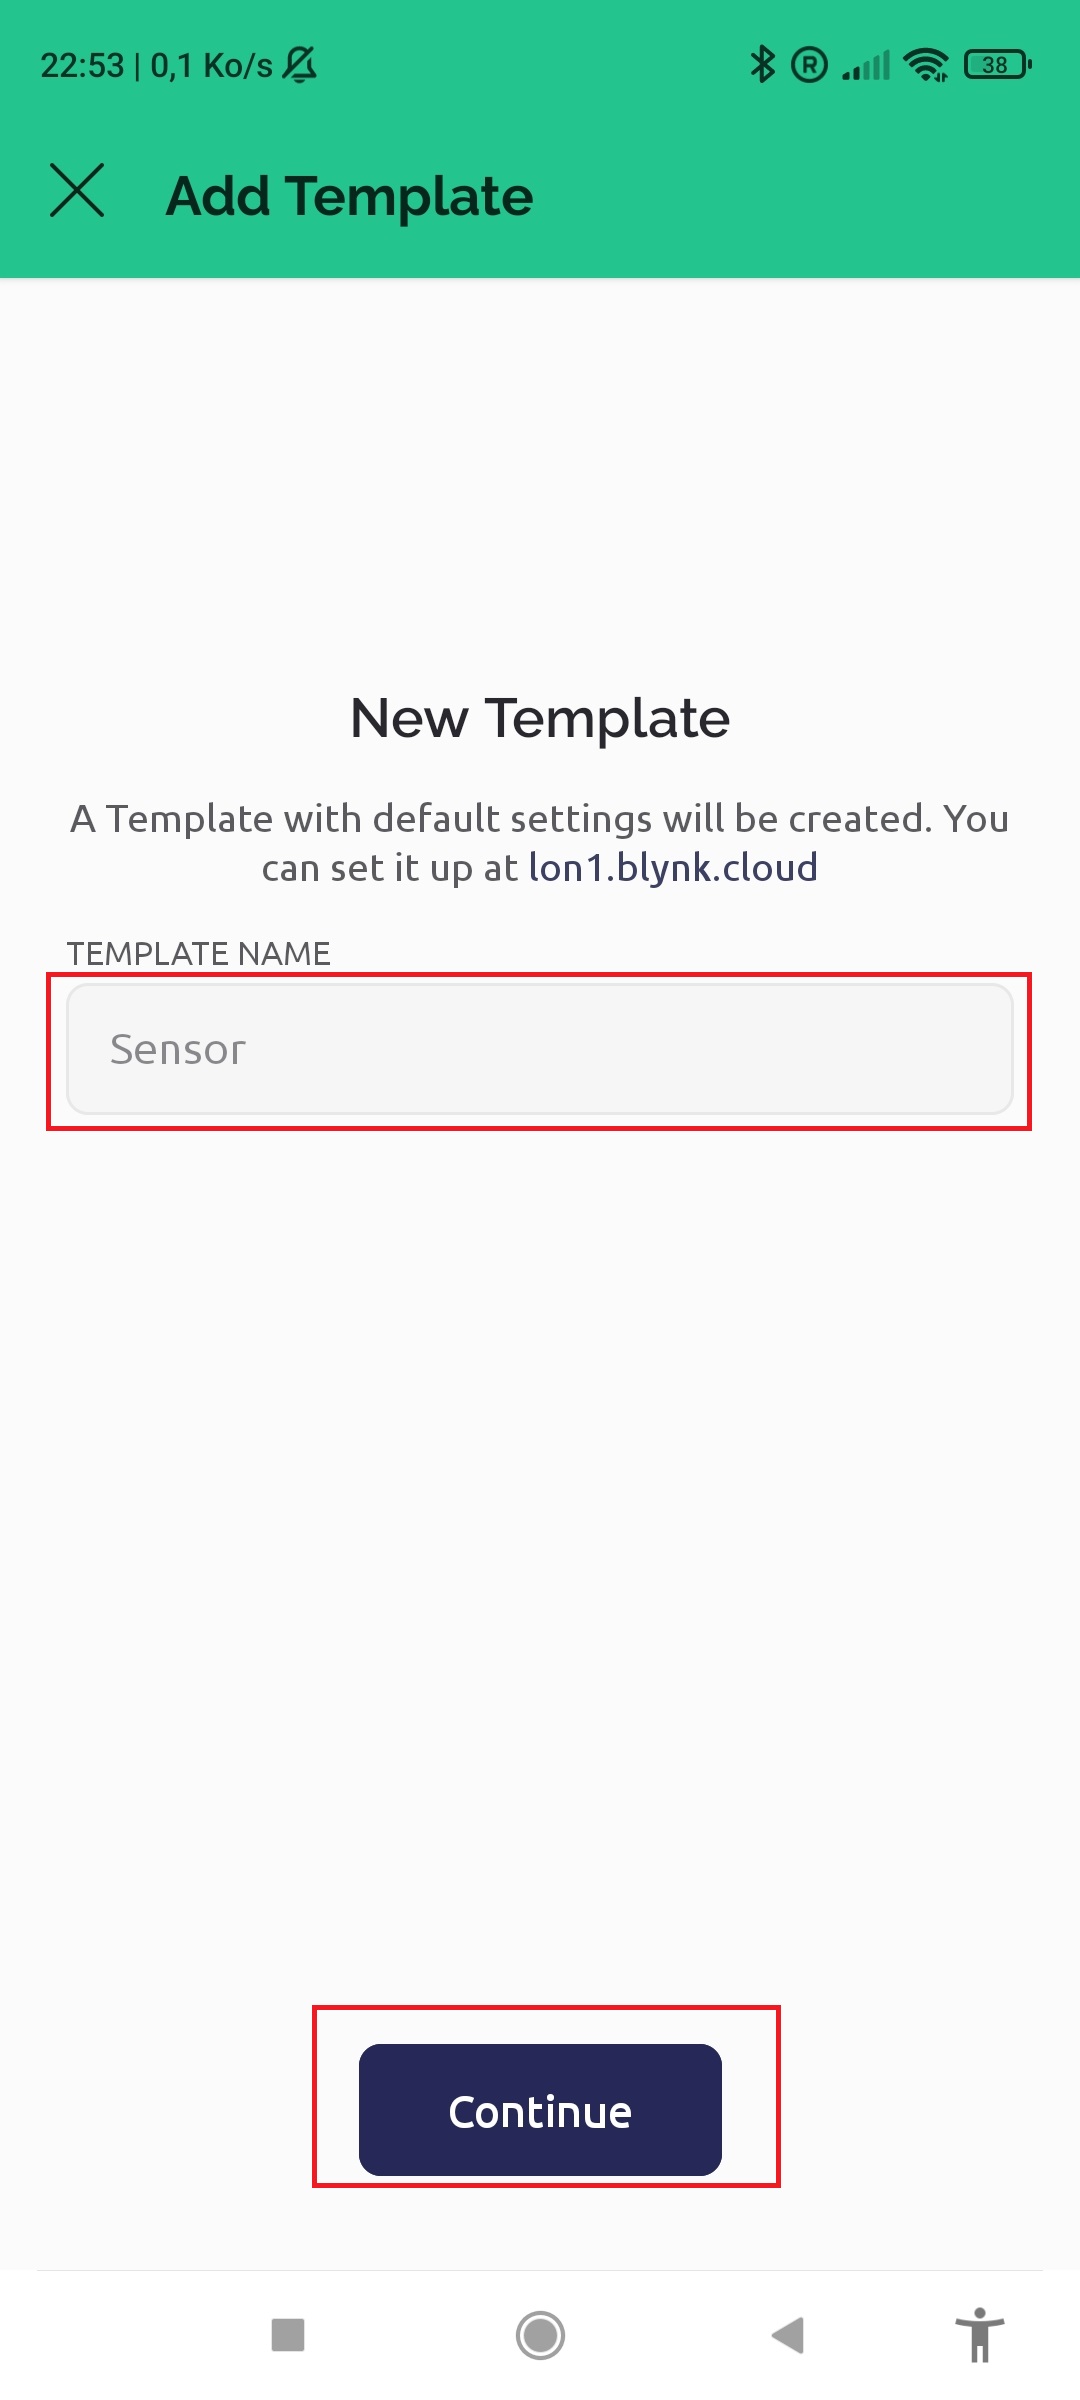 22:53 | 0,1 Ko/s
R
38
Add Template
New Template
A Template with default settings will be created. You
can set it up at lon1.blynk.cloud
TEMPLATE NAME
Sensor
Continue